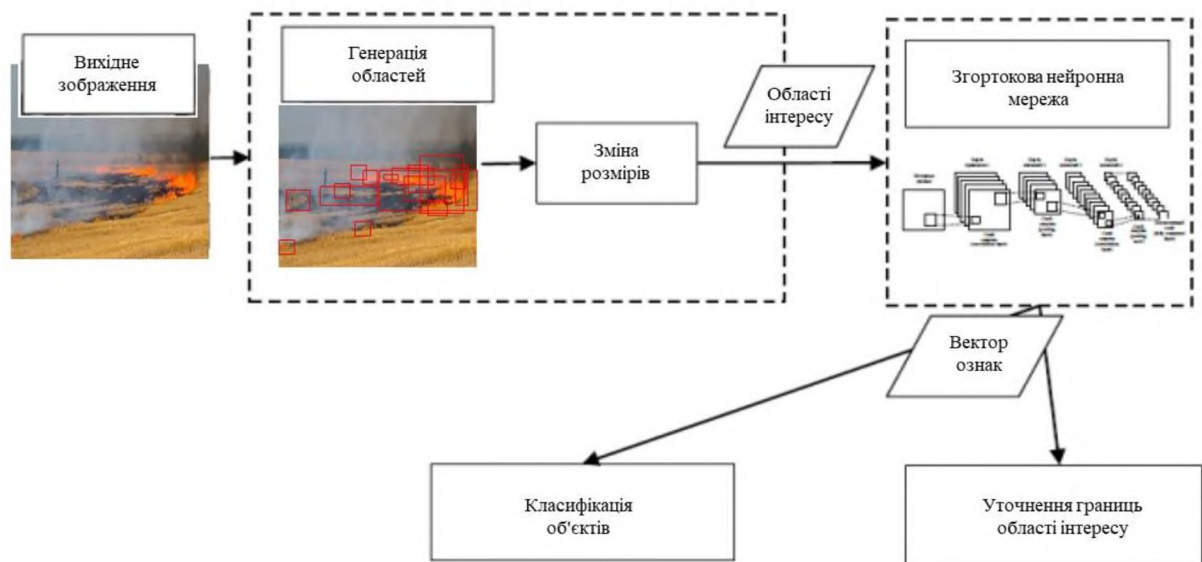 Вихідне
зображення
Генерація
областей
Зміна
розмірів
Області
інтересу
Згорткова нейронна
мережа
Вектор
ознак
Класифікація
об'єктів
Уточнення границь
області інтересу